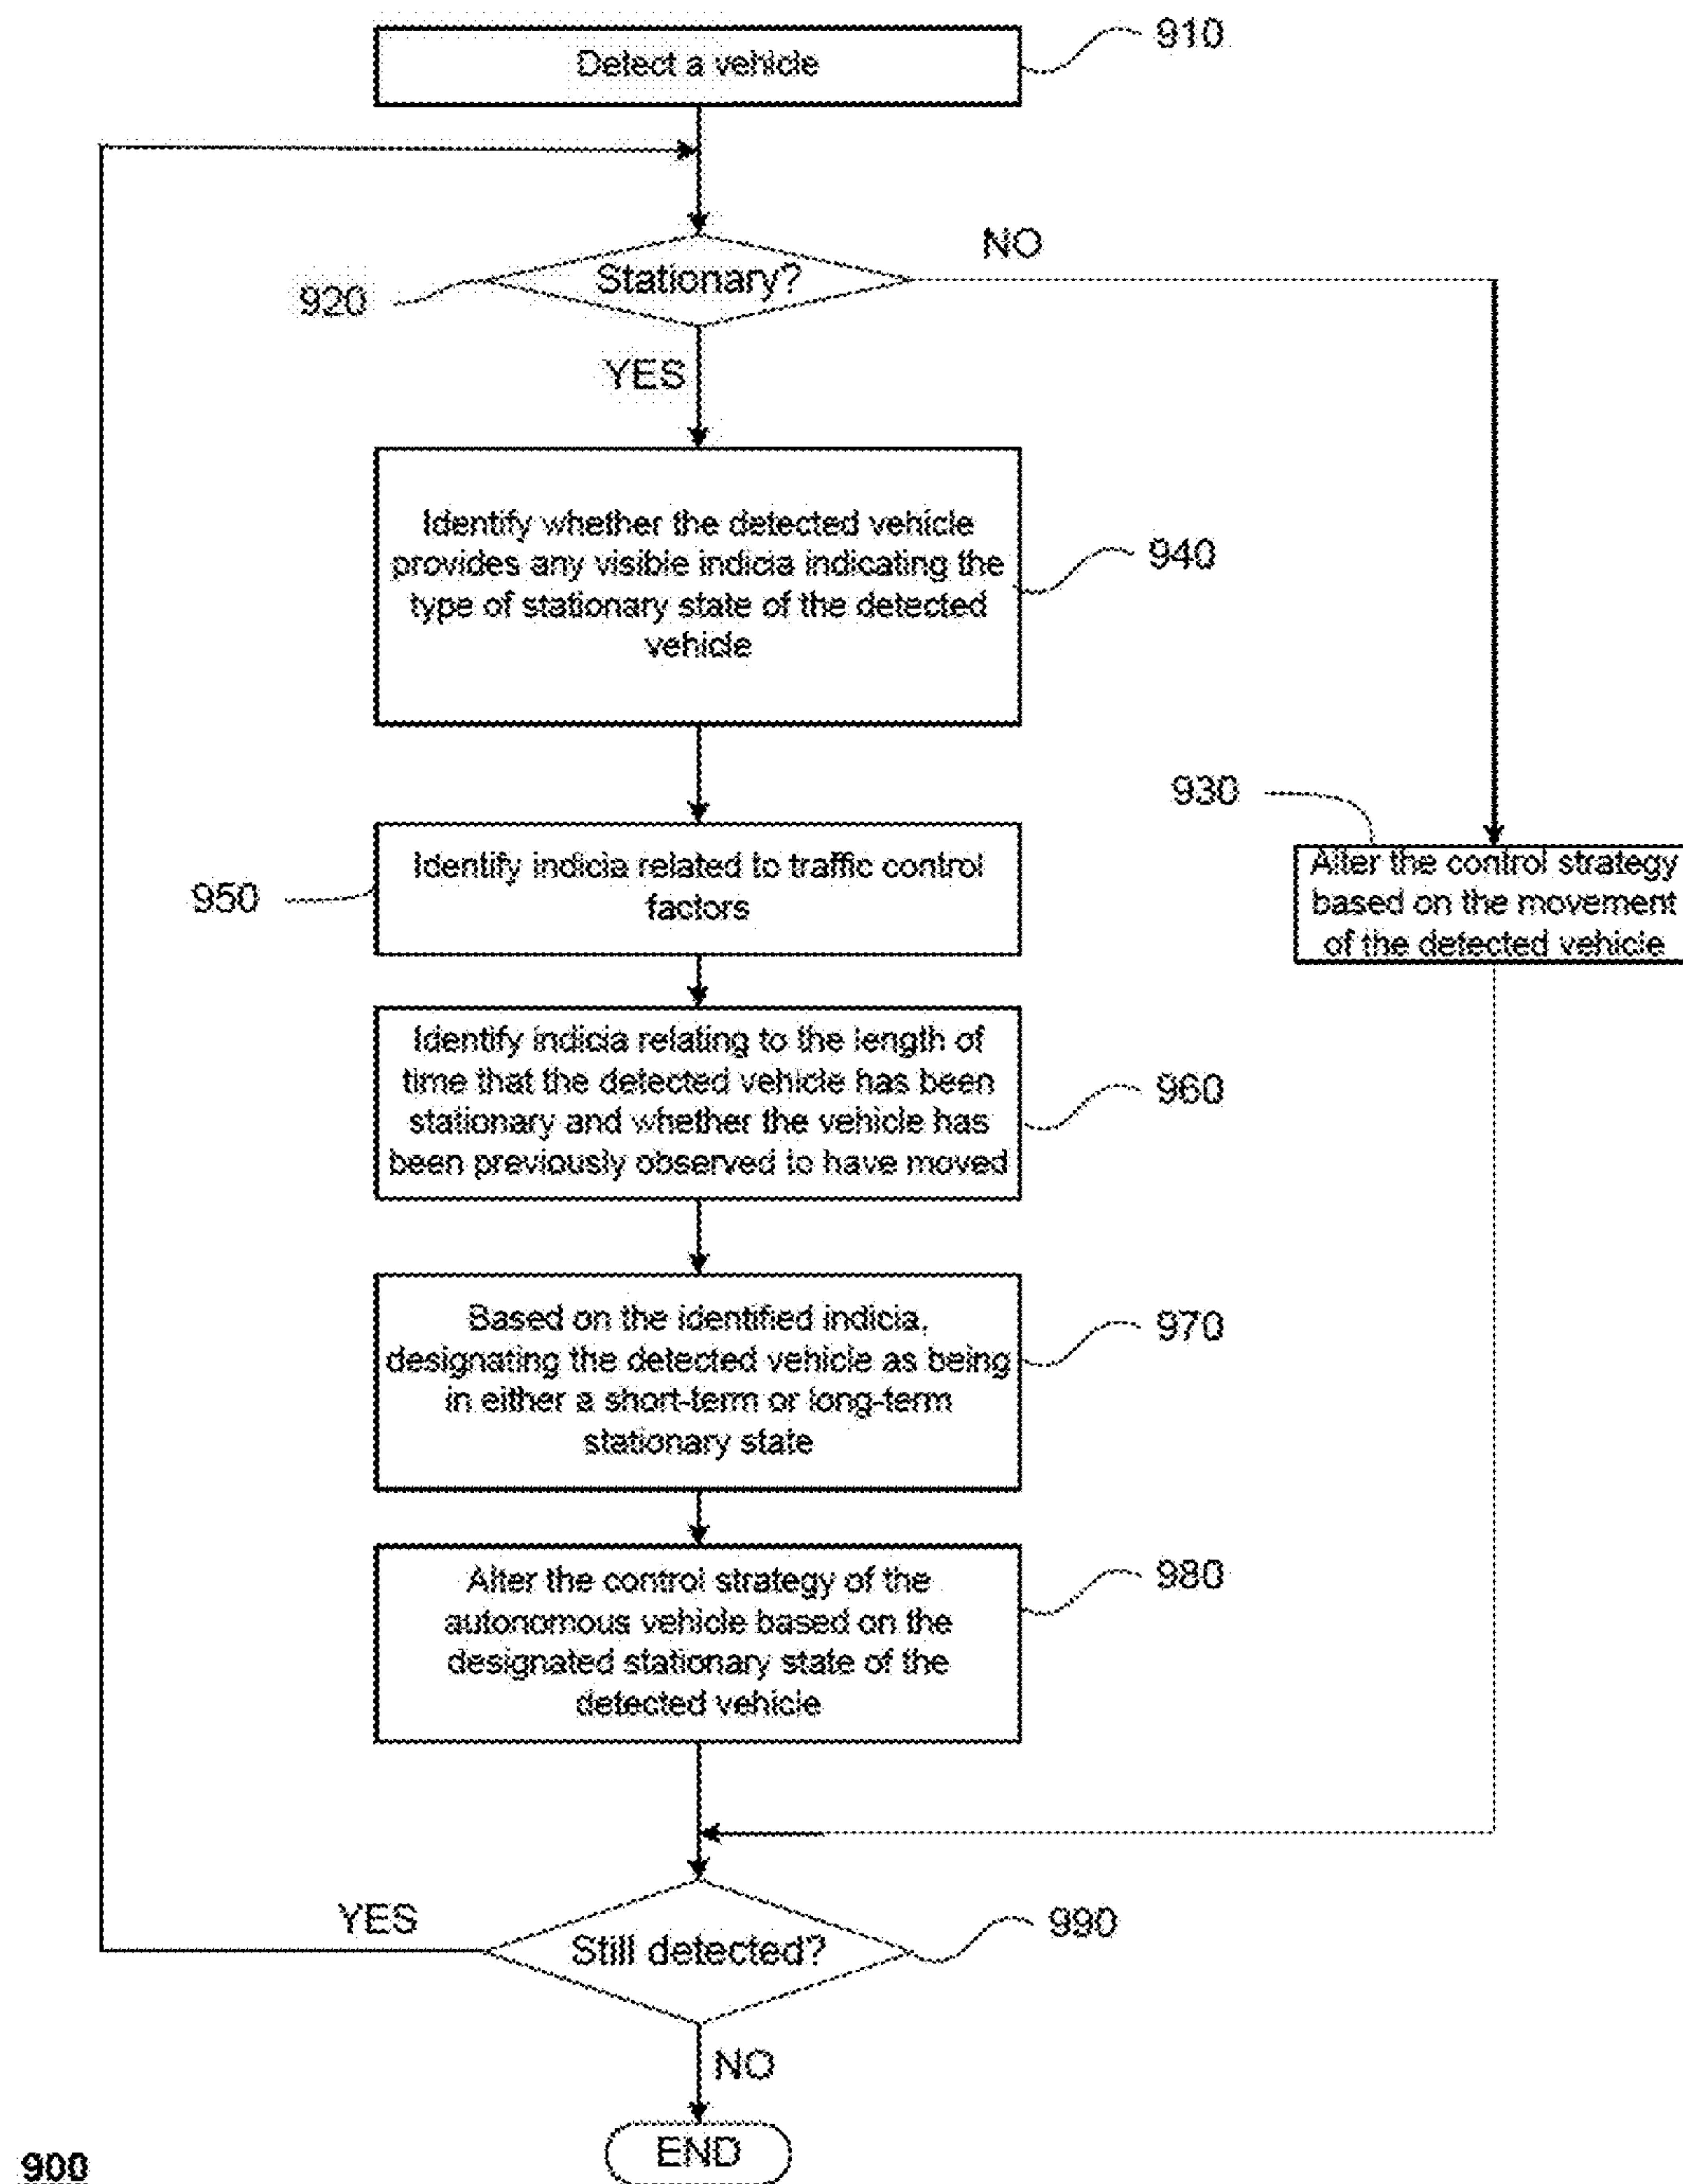 Detect a vehicle
910
Stationary?
NO
920
YES
Identify whether the detected vehicle
provides any visible indicia indicating the
type of stationary state of the detected
vehicle
940
930
Alter the control strategy
based on the movement
of the detected vehicle
Identify indicia related to traffic control
factors
950
Identify indicia relating to the length of
time that the detected vehicle has been
stationary and whether the vehicle has
been previously observed to have moved
960
Based on the identified indicia,
designating the detected vehicle as being
in either a short-term or long-term
stationary state
970
Alter the control strategy of the
autonomous vehicle based on the
designated stationary state of the
detected vehicle
980
YES
Still detected?
990
NO
END
900